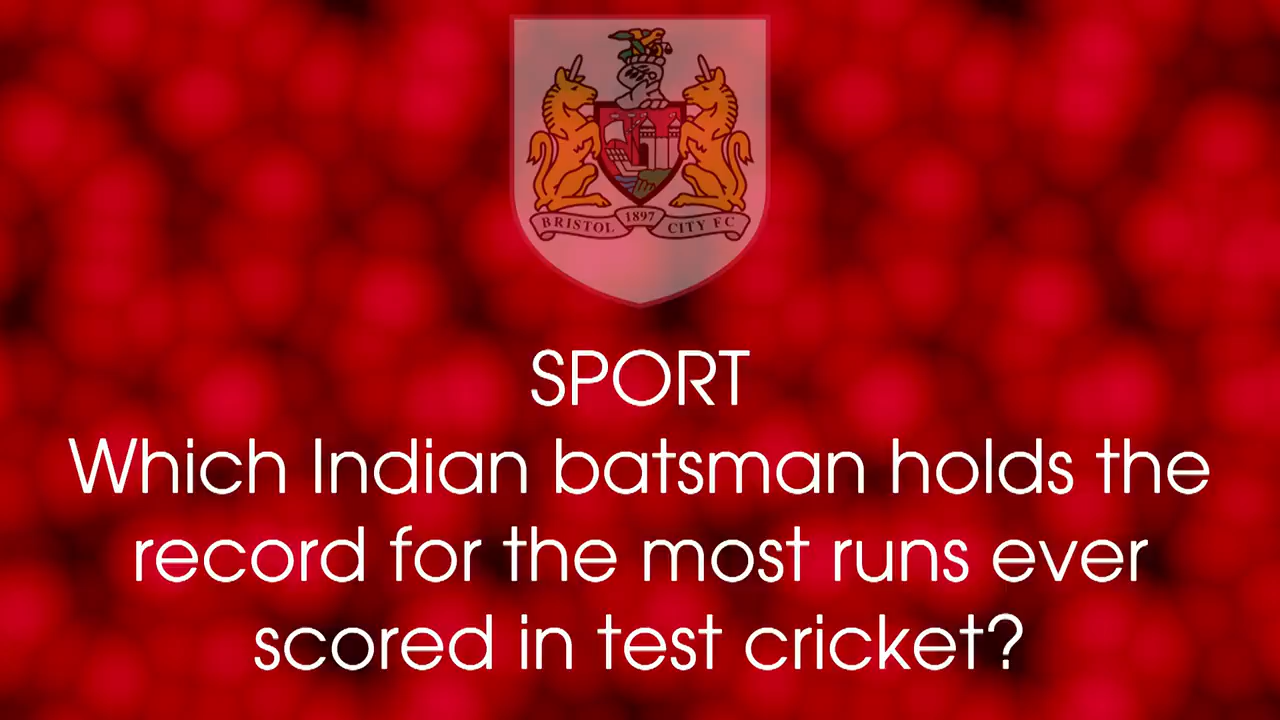 BRISTOL 1897 CITY FC
SPORT
Which Indian batsman holds the
record for the most runs ever
scored in test cricket?